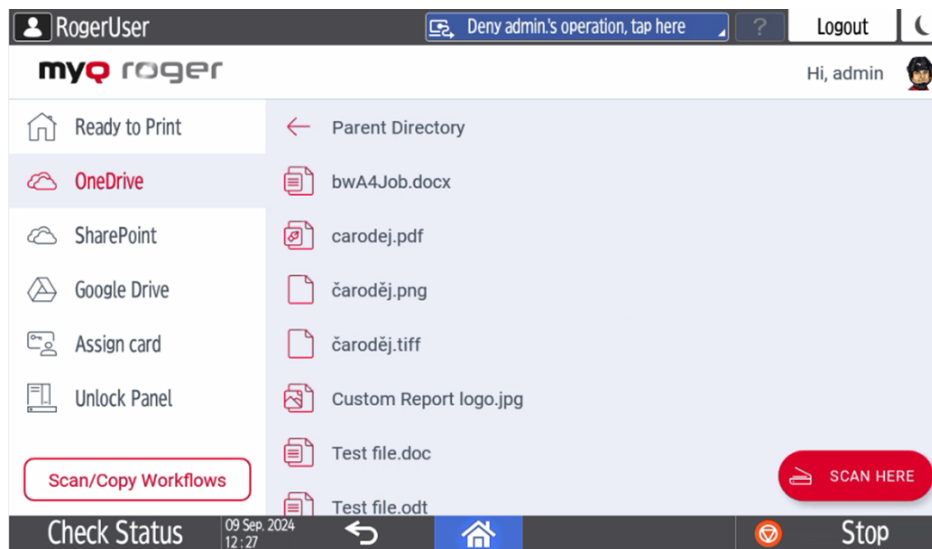 RogerUser
Deny admin.'s operation, tap here
?
Logout
myQ roger
Hi, admin
Ready to Print
OneDrive
SharePoint
Google Drive
Assign card
Unlock Panel
Scan/Copy Workflows
Parent Directory
bwA4Job.docx
carodej.pdf
čaroděj.png
čaroděj.tiff
Custom Report logo.jpg
Test file.doc
Test file.odt
SCAN HERE
Check Status
09 Sep. 2024
12:27
Stop